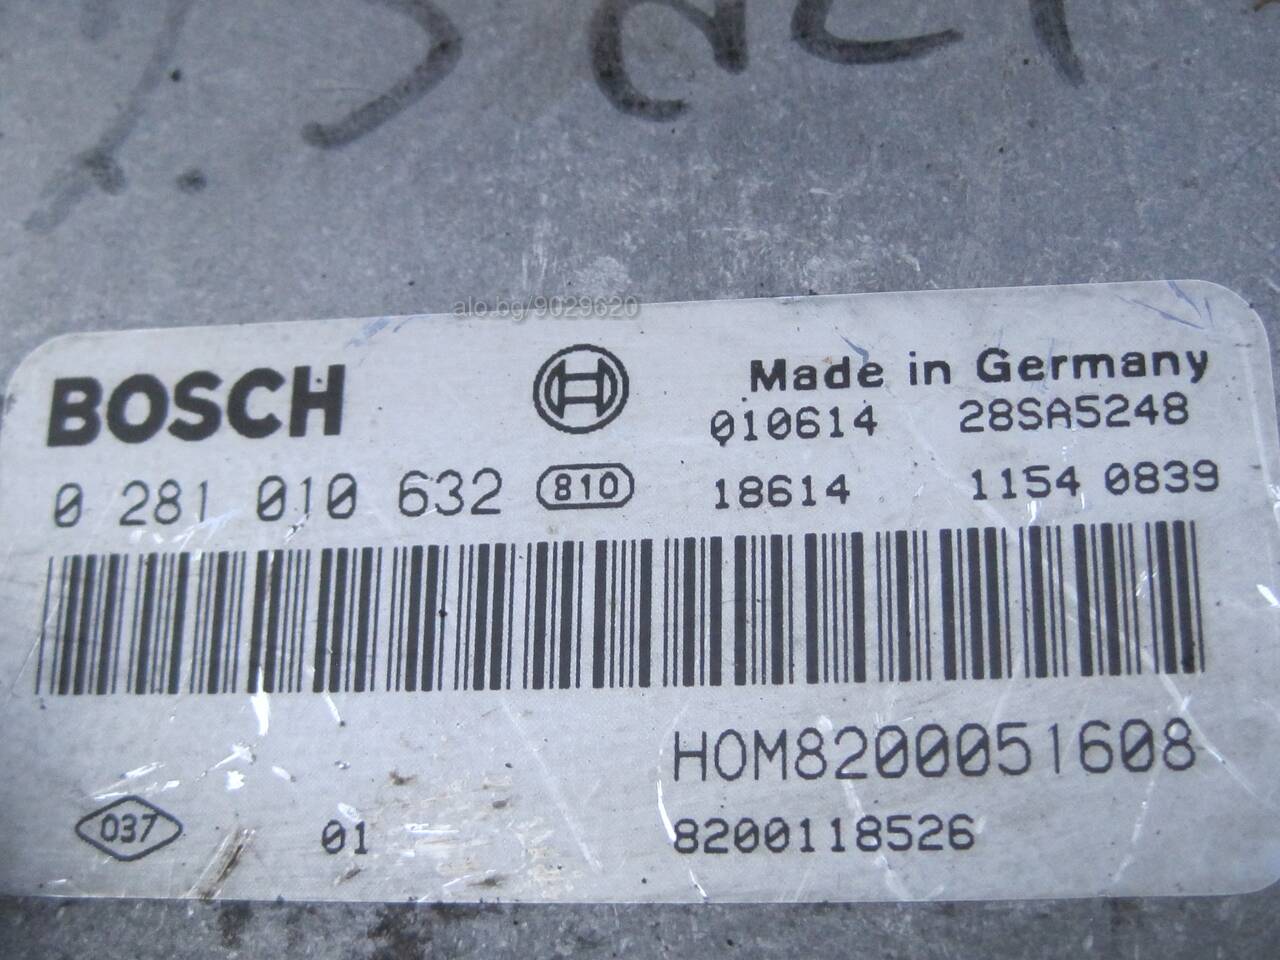 alo.bg/9029620
BOSCH
Made in Germany
010614 28SA5248
0 281 010 632 810 18614 1154 0839
HOM8200051608
037 01 8200118526